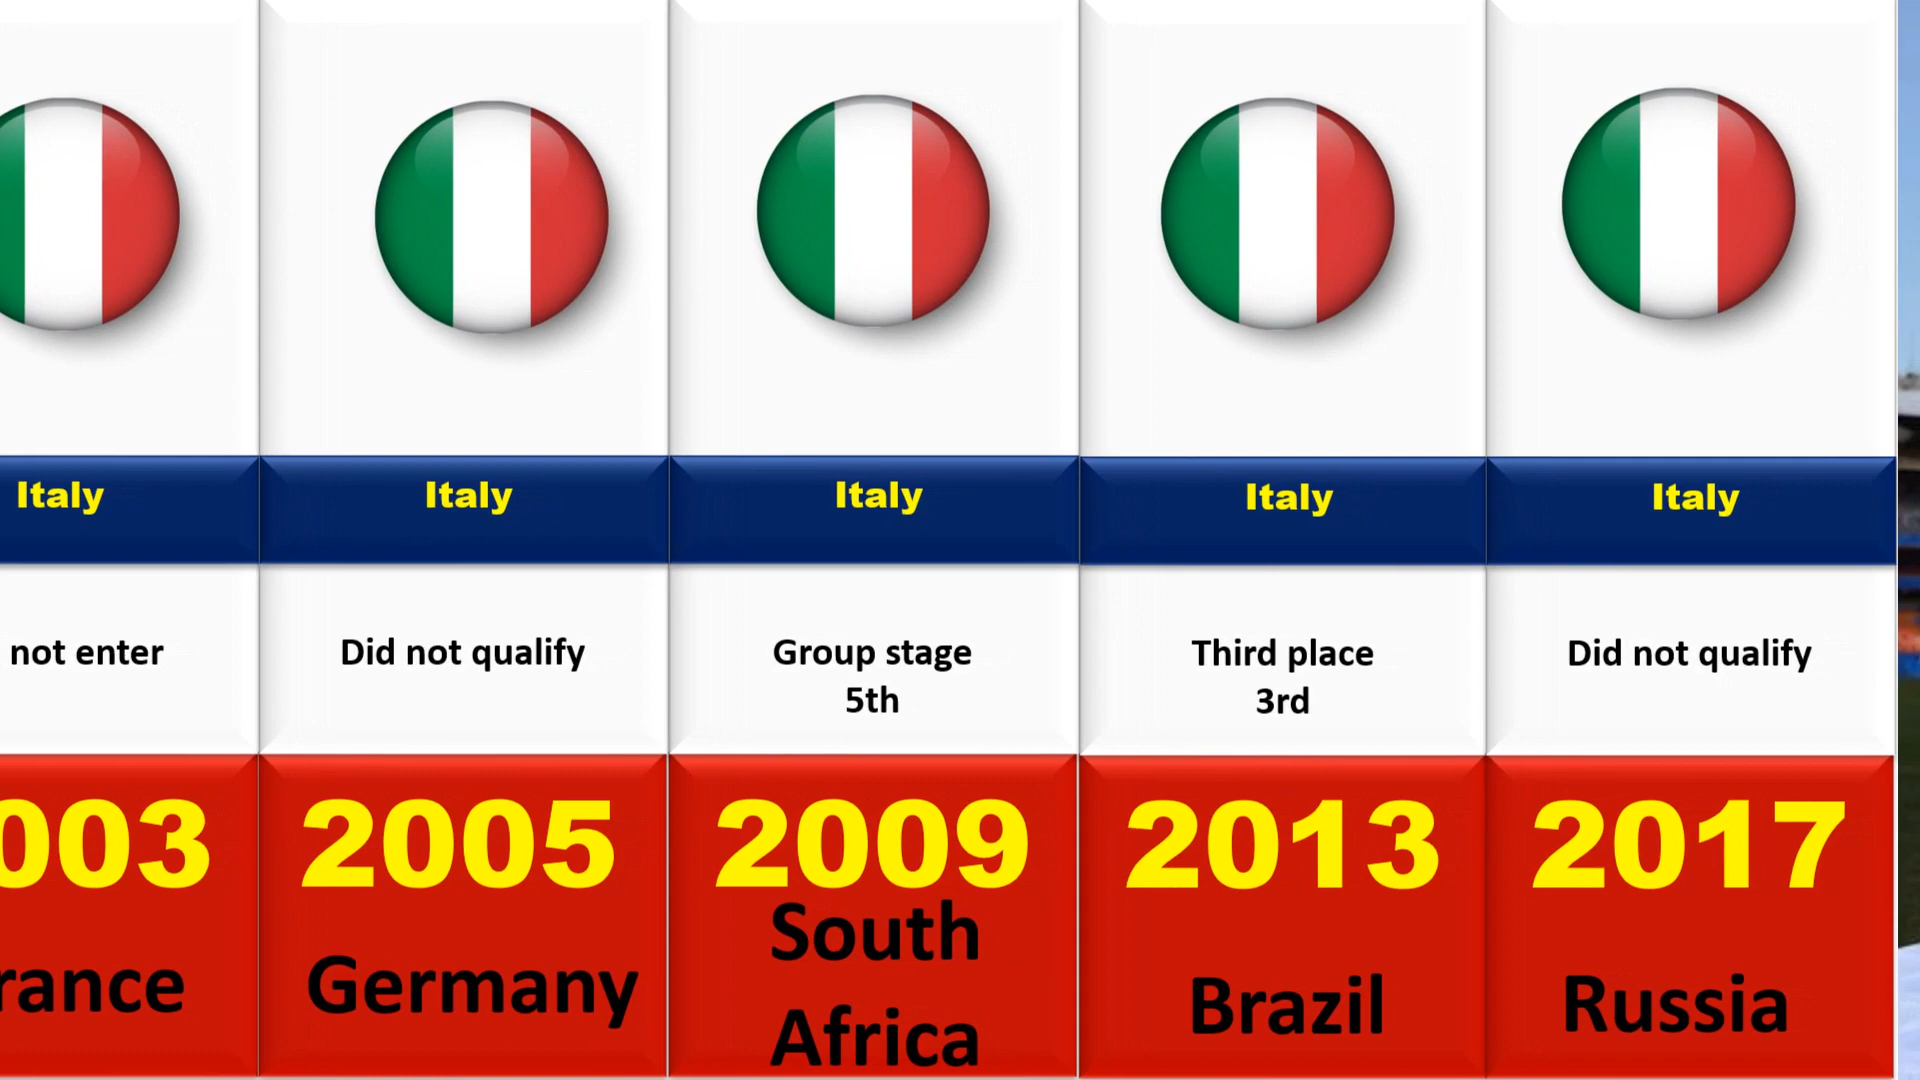 Italy
not enter
003
rance
Italy
Did not qualify
2005
Germany
Italy
Group stage
5th
2009
South
Africa
Italy
Third place
3rd
2013
Brazil
Italy
Did not qualify
2017
Russia